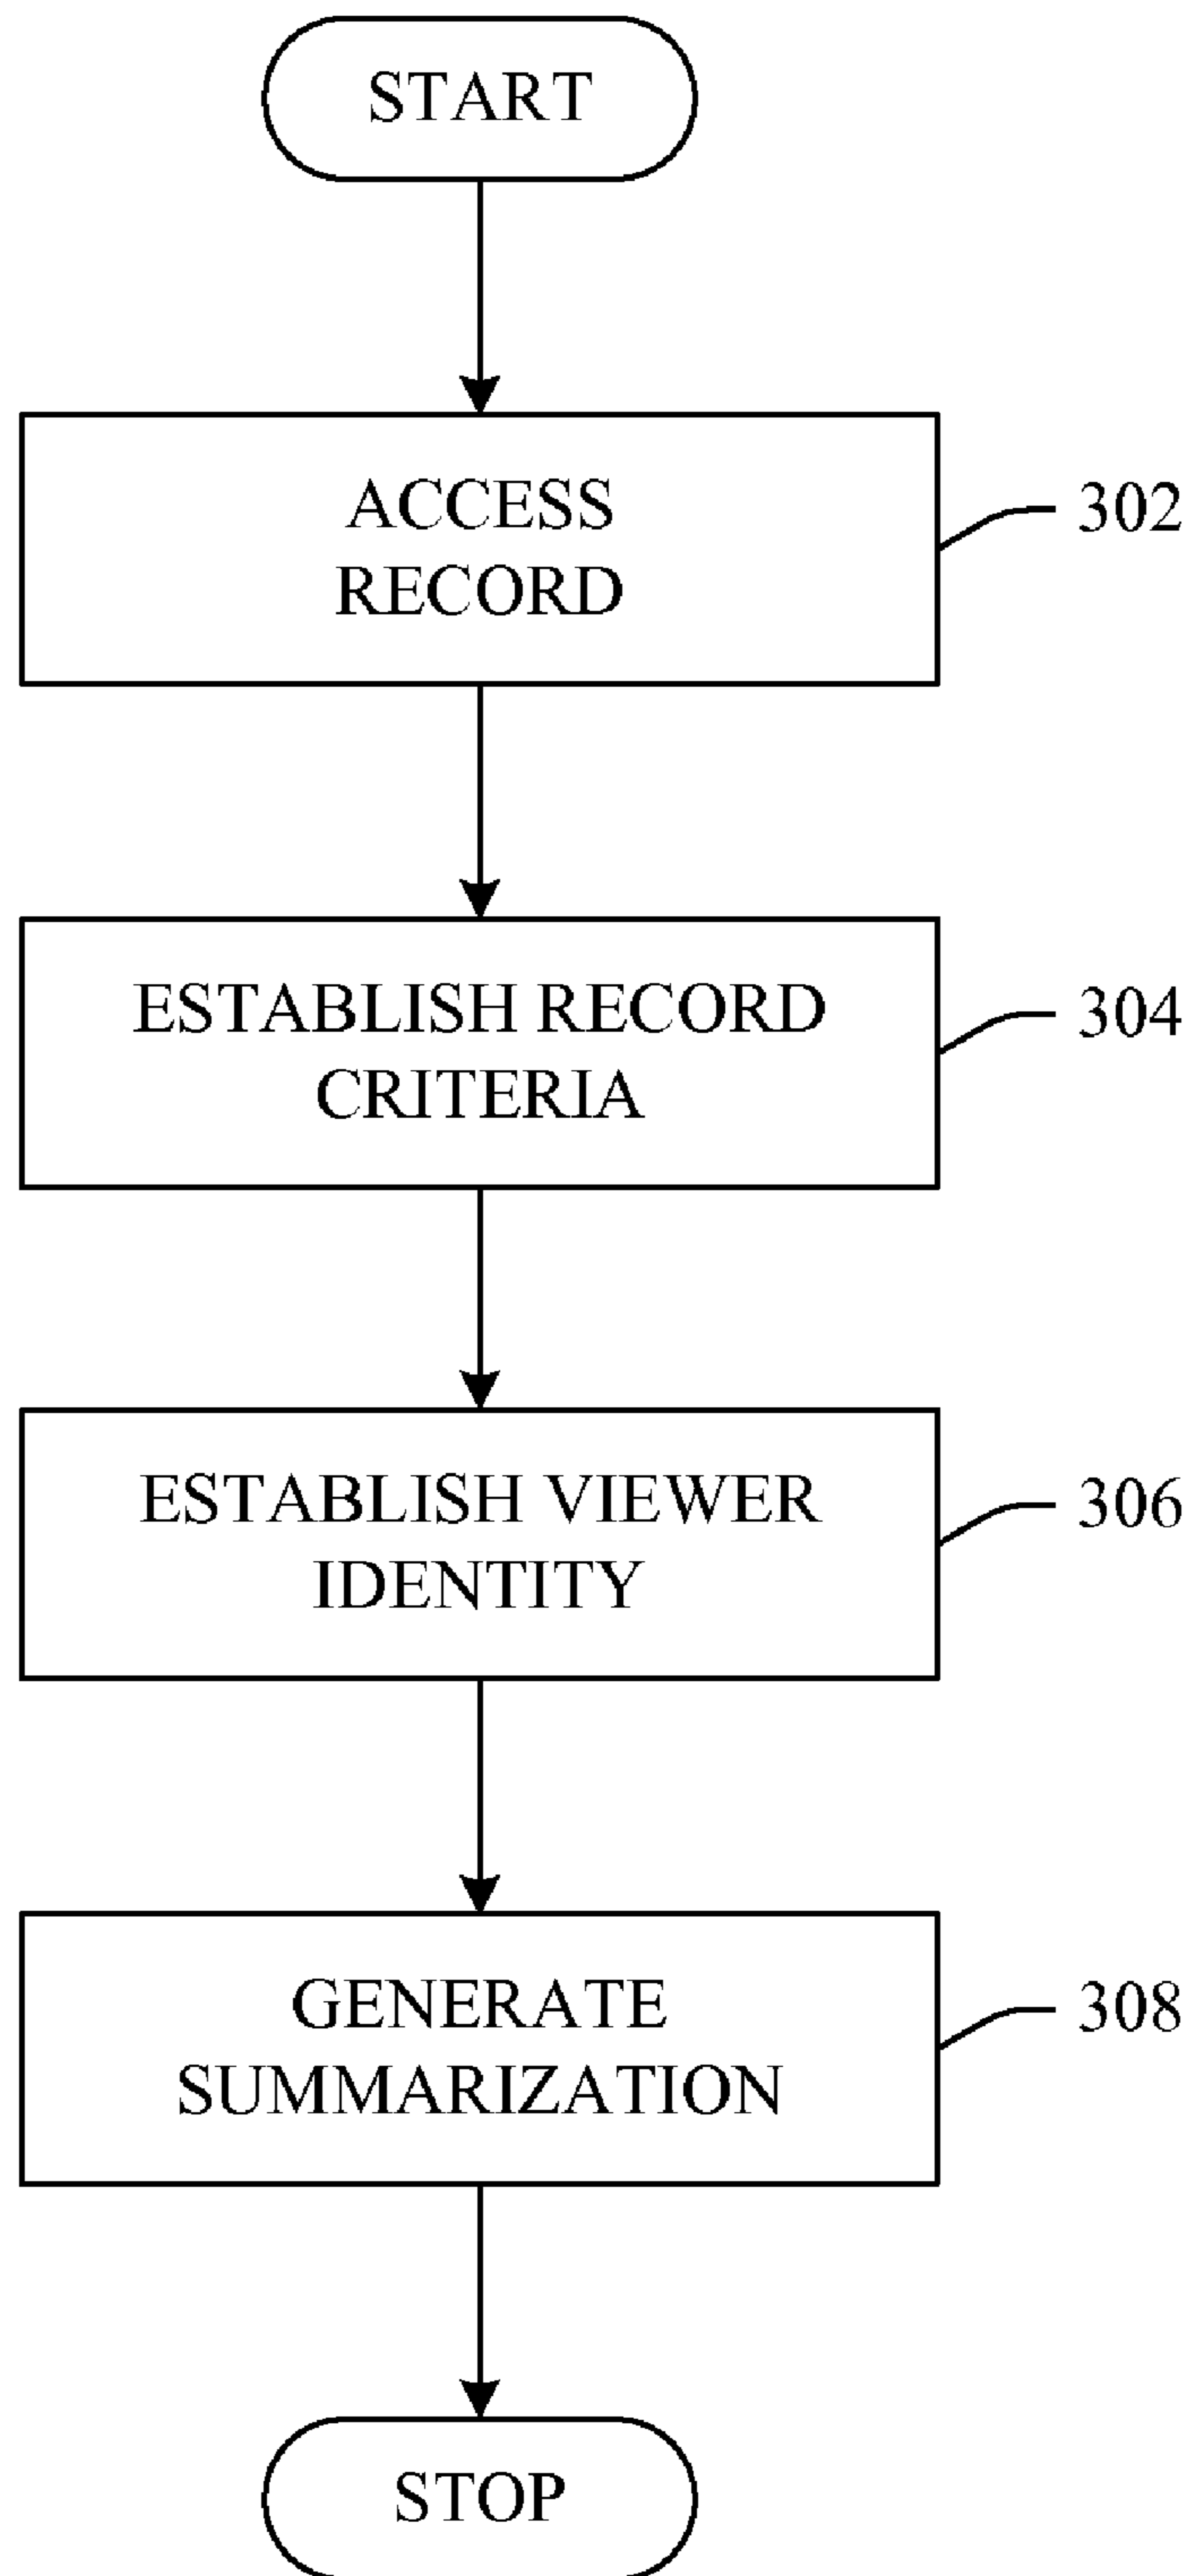 START
ACCESS
RECORD
302
ESTABLISH RECORD
CRITERIA
304
ESTABLISH VIEWER
IDENTITY
306
GENERATE
SUMMARIZATION
308
STOP